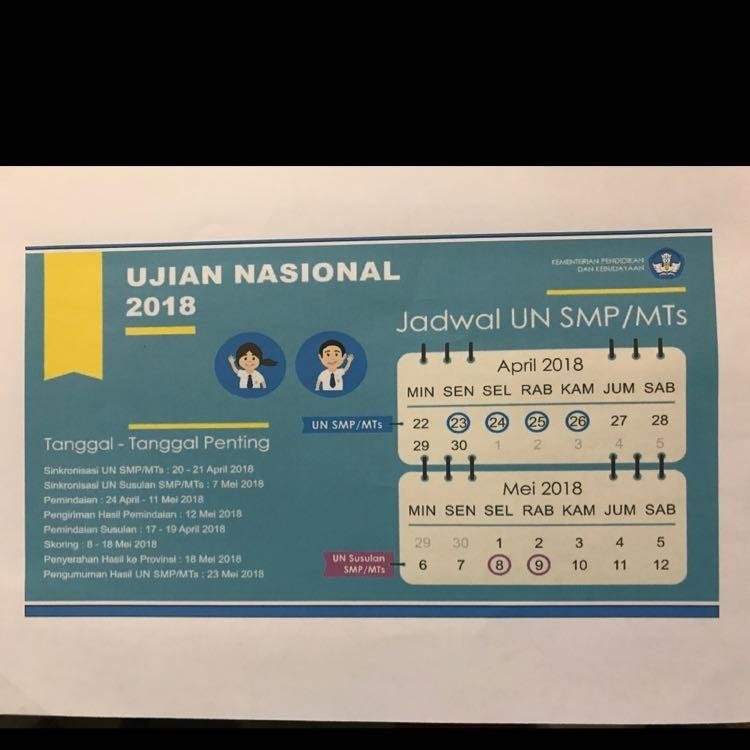 UJIAN NASIONAL
2018
KEMENTERIAN PENDIDIKAN
DAN KEBUDAYAAN
Jadwal UN SMP/MTs
April 2018
MIN SEN SEL RAB KAM JUM SAB
UN SMP/MTs
22 23 24 25 26 27 28
29 30 1 2 3 4 5
Mei 2018
MIN SEN SEL RAB KAM JUM SAB
29 30 1 2 3 4 5
UN Susulan
SMP/MTs
6 7 8 9 10 11 12
Tanggal - Tanggal Penting
Sinkronisasi UN SMP/MTs : 20 - 21 April 2018
Sinkronisasi UN Susulan SMP/MTs : 7 Mei 2018
Pemindaian : 24 April - 11 Mei 2018
Pengiriman Hasil Pemindaian : 12 Mei 2018
Pemindaian Susulan : 17 - 19 April 2018
Skoring : 8 - 18 Mei 2018
Penyerahan Hasil ke Provinsi : 18 Mei 2018
Pengumuman Hasil UN SMP/MTs : 23 Mei 2018